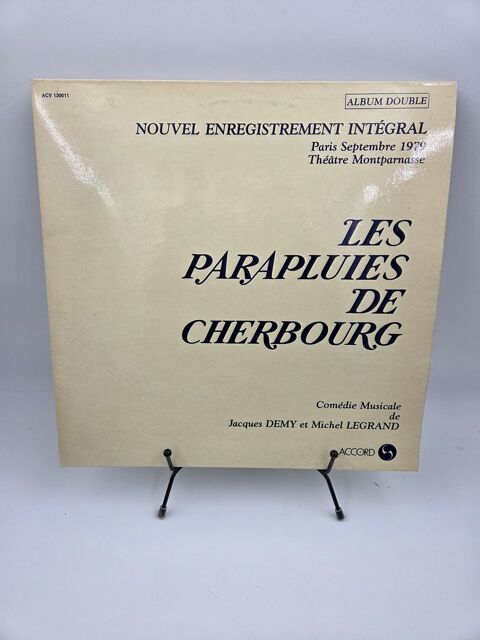 ACV 130011
ALBUM DOUBLE
NOUVEL ENREGISTREMENT INTÉGRAL
Paris Septembre 1979
Théâtre Montparnasse
LES
PARAPLUIES
DE
CHERBOURG
Comédie Musicale
de
Jacques DEMY et Michel LEGRAND
ACCORD